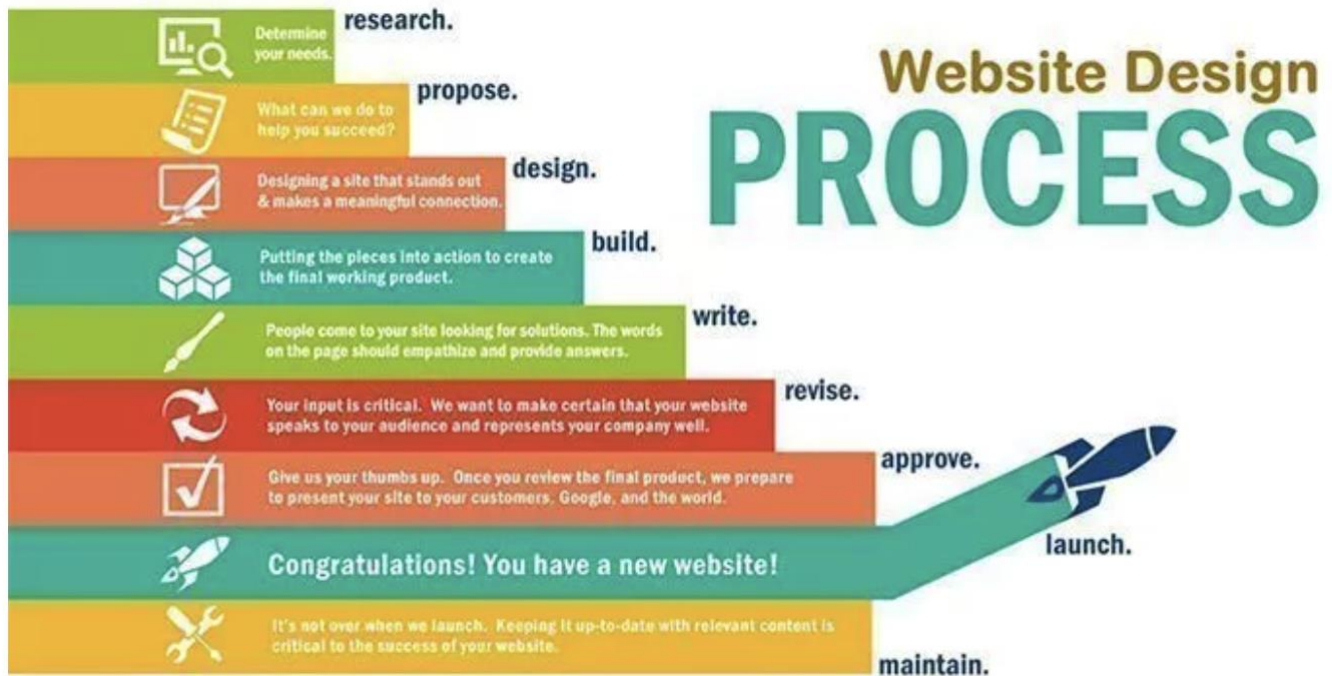 Website Design
PROCESS
research.
Determine
your needs.
propose.
What can we do to
help you succeed?
design.
Designing a site that stands out
& makes a meaningful connection.
build.
Putting the pieces into action to create
the final working product.
write.
People come to your site looking for solutions. The words
on the page should empathize and provide answers.
revise.
Your input is critical. We want to make certain that your website
speaks to your audience and represents your company well.
approve.
Give us your thumbs up. Once you review the final product, we prepare
to present your site to your customers, Google, and the world.
launch.
Congratulations! You have a new website!
maintain.
It's not over when we launch. Keeping it up-to-date with relevant content is
critical to the success of your website.